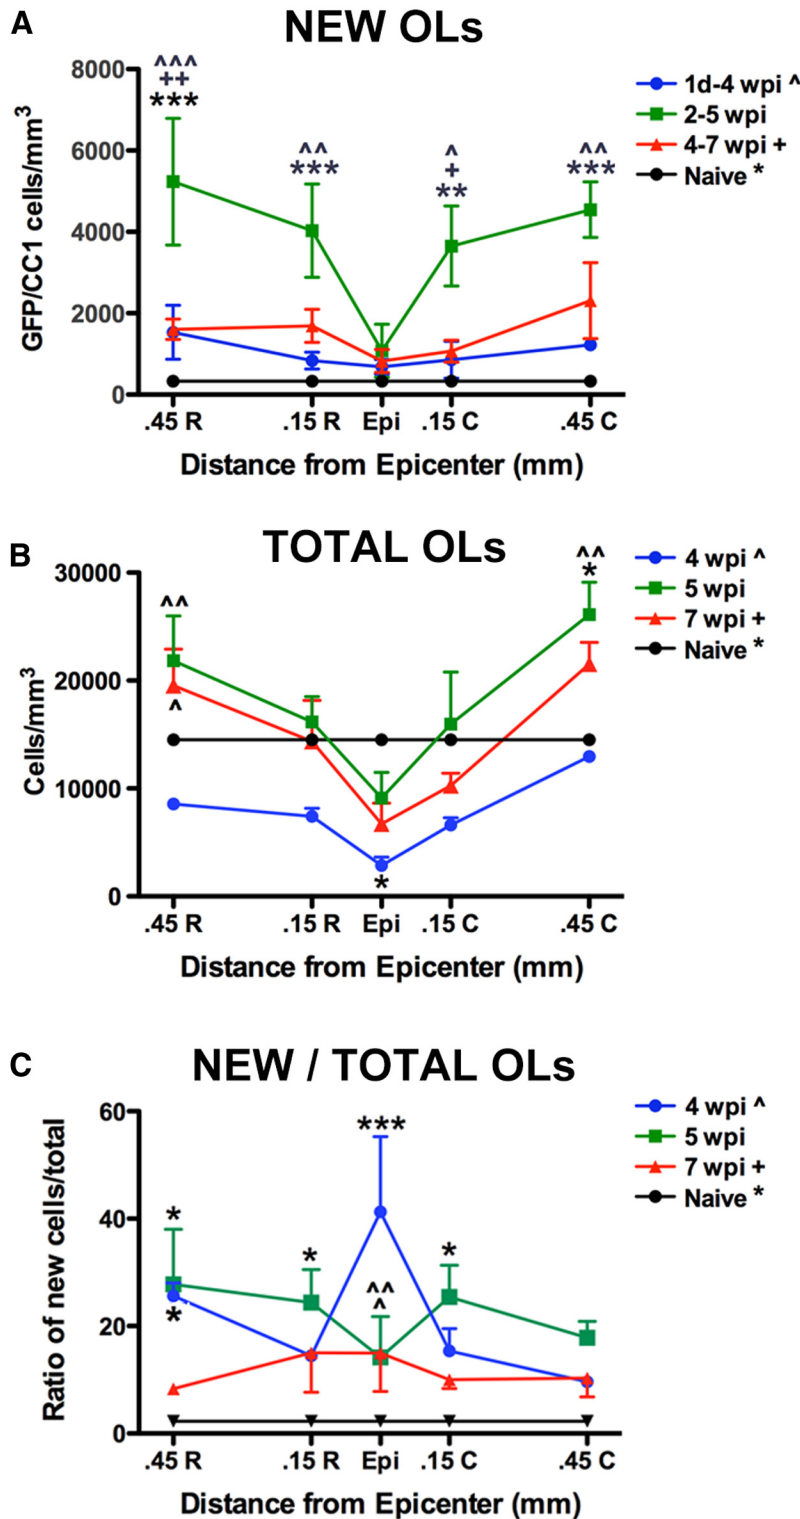 A
NEW OLs
8000
6000
4000
2000
0
GFP/CC1 cells/mm3
^^^
++
***
^^
***
^
+
**
^^
***
1d-4 wpi ^
2-5 wpi
4-7 wpi +
Naive *
.45 R .15 R Epi .15 C .45 C
Distance from Epicenter (mm)
B
TOTAL OLs
30000
20000
10000
0
Cells/mm3
^^
^
*
^^
*
4 wpi ^
5 wpi
7 wpi +
Naive *
.45 R .15 R Epi .15 C .45 C
Distance from Epicenter (mm)
C
NEW / TOTAL OLs
60
40
20
0
Ratio of new cells/total
*
*
*
***
^^
^
*
4 wpi ^
5 wpi
7 wpi +
Naive *
.45 R .15 R Epi .15 C .45 C
Distance from Epicenter (mm)